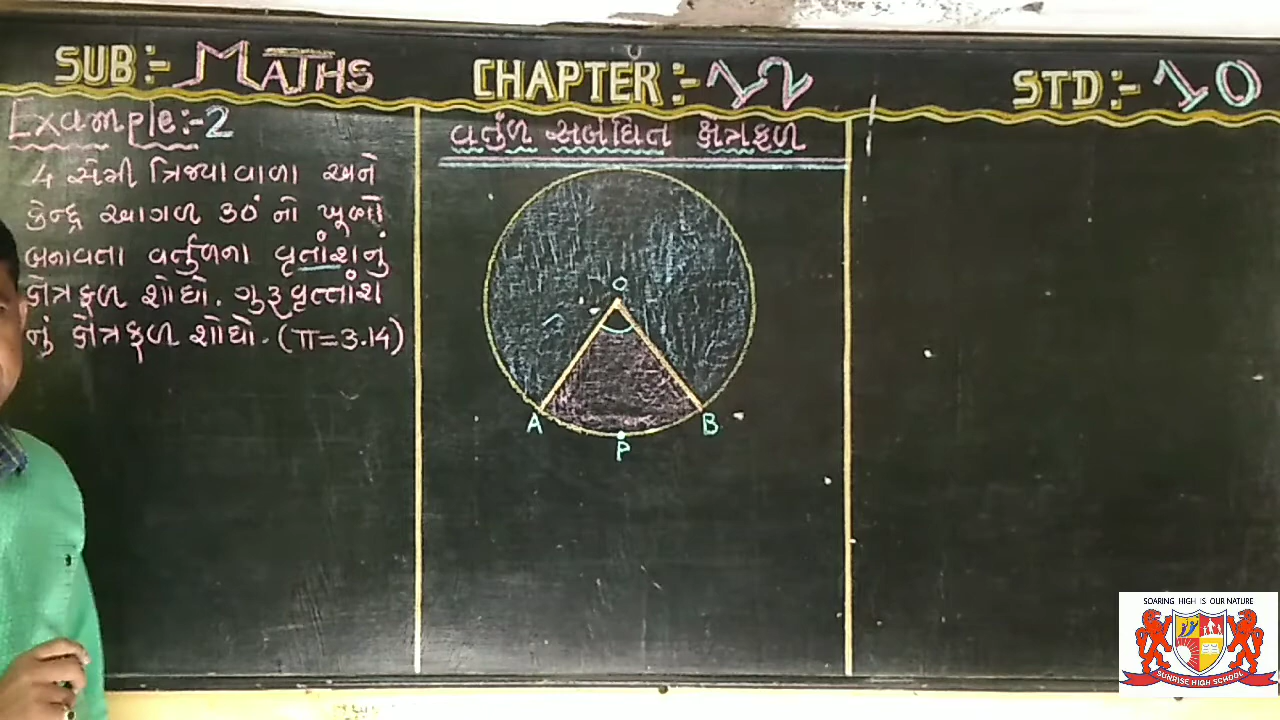 SUB:- MATHS
CHAPTER:- 12
STD:- 10
Example:-2
4 સેમી ત્રિજ્યાવાળા અને
કેન્દ્ર આગળ 30° નો ખૂણો
બનાવતા વર્તુળના વૃતાંશનું
ક્ષેત્રફળ શોધો. ગુરૂવૃત્તાંશ
નું ક્ષેત્રફળ શોધો. (π=3.14)
વર્તુળ સંબંધિત ક્ષેત્રફળ
O
A
B
P
SOARING HIGH IS OUR NATURE
SUNRISE HIGH SCHOOL